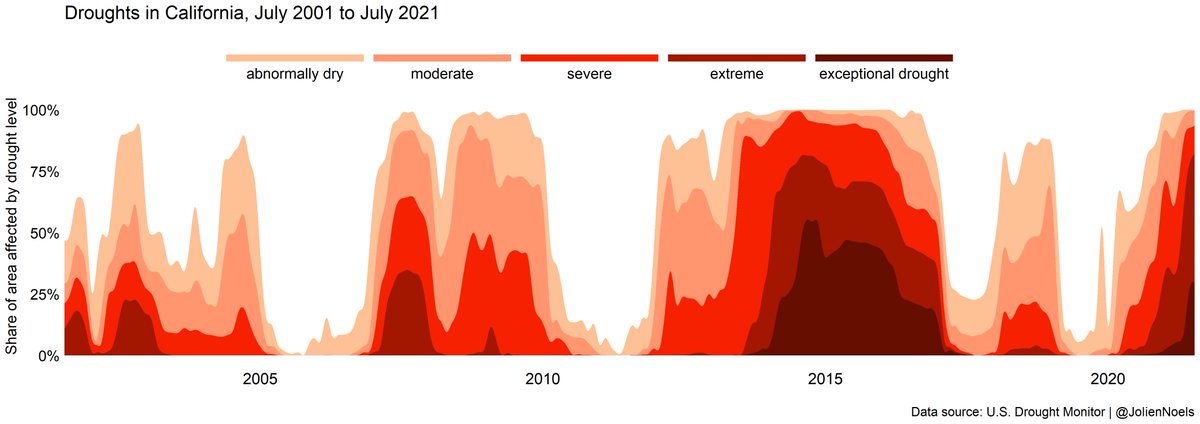 Droughts in California, July 2001 to July 2021
abnormally dry moderate severe extreme exceptional drought
Share of area affected by drought level
100%
75%
50%
25%
0%
2005 2010 2015 2020
Data source: U.S. Drought Monitor | @JolienNoels